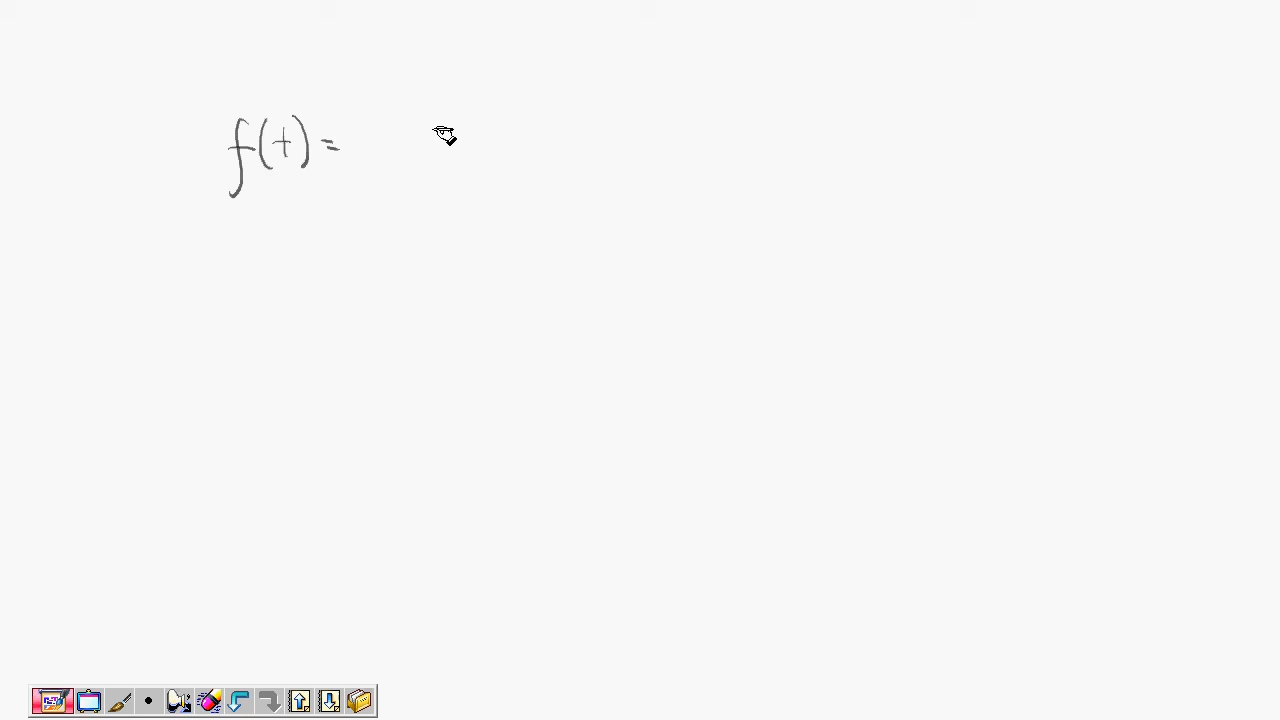 f(t) =